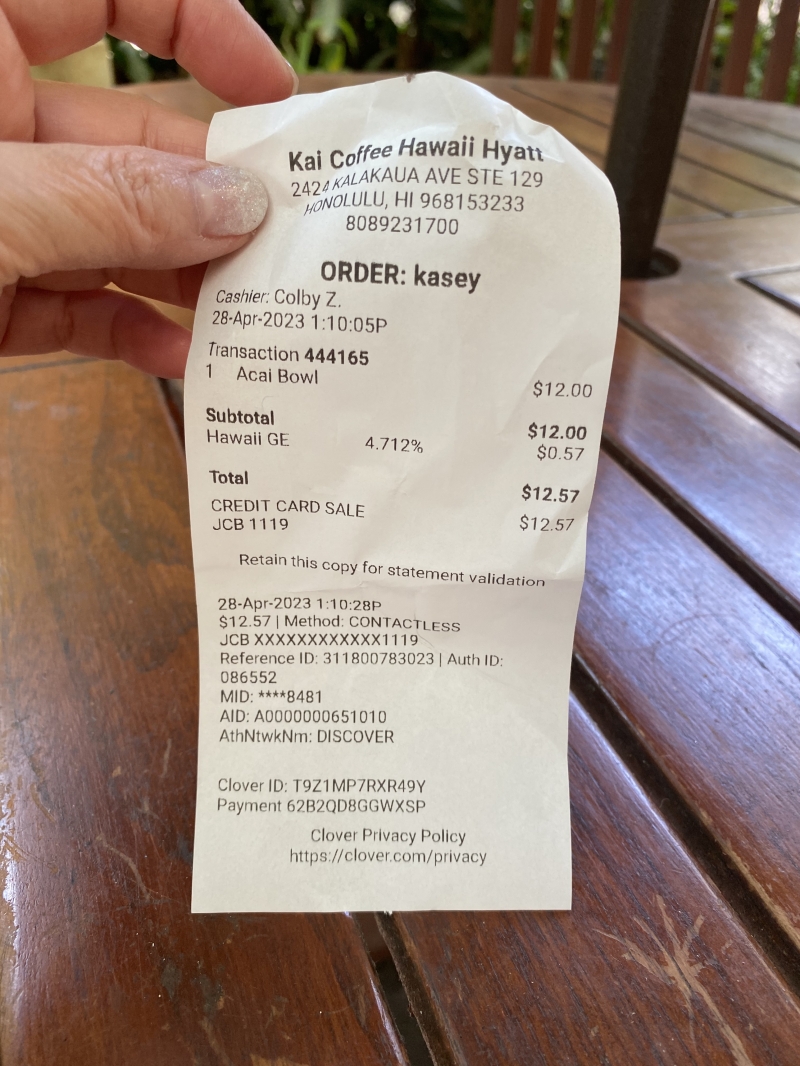 Kai Coffee Hawaii Hyatt
2424 KALAKAUA AVE STE 129
HONOLULU, HI 968153233
8089231700
ORDER: kasey
Cashier: Colby Z.
28-Apr-2023 1:10:05P
Transaction 444165
1 Acai Bowl $12.00
Subtotal $12.00
Hawaii GE 4.712% $0.57
Total $12.57
CREDIT CARD SALE $12.57
JCB 1119
Retain this copy for statement validation
28-Apr-2023 1:10:28P
$12.57 | Method: CONTACTLESS
JCB XXXXXXXXXXXX1119
Reference ID: 311800783023 | Auth ID:
086552
MID: ****8481
AID: A0000000651010
AthNtwkNm: DISCOVER
Clover ID: T9Z1MP7RXR49Y
Payment 62B2QD8GGWXSP
Clover Privacy Policy
https://clover.com/privacy